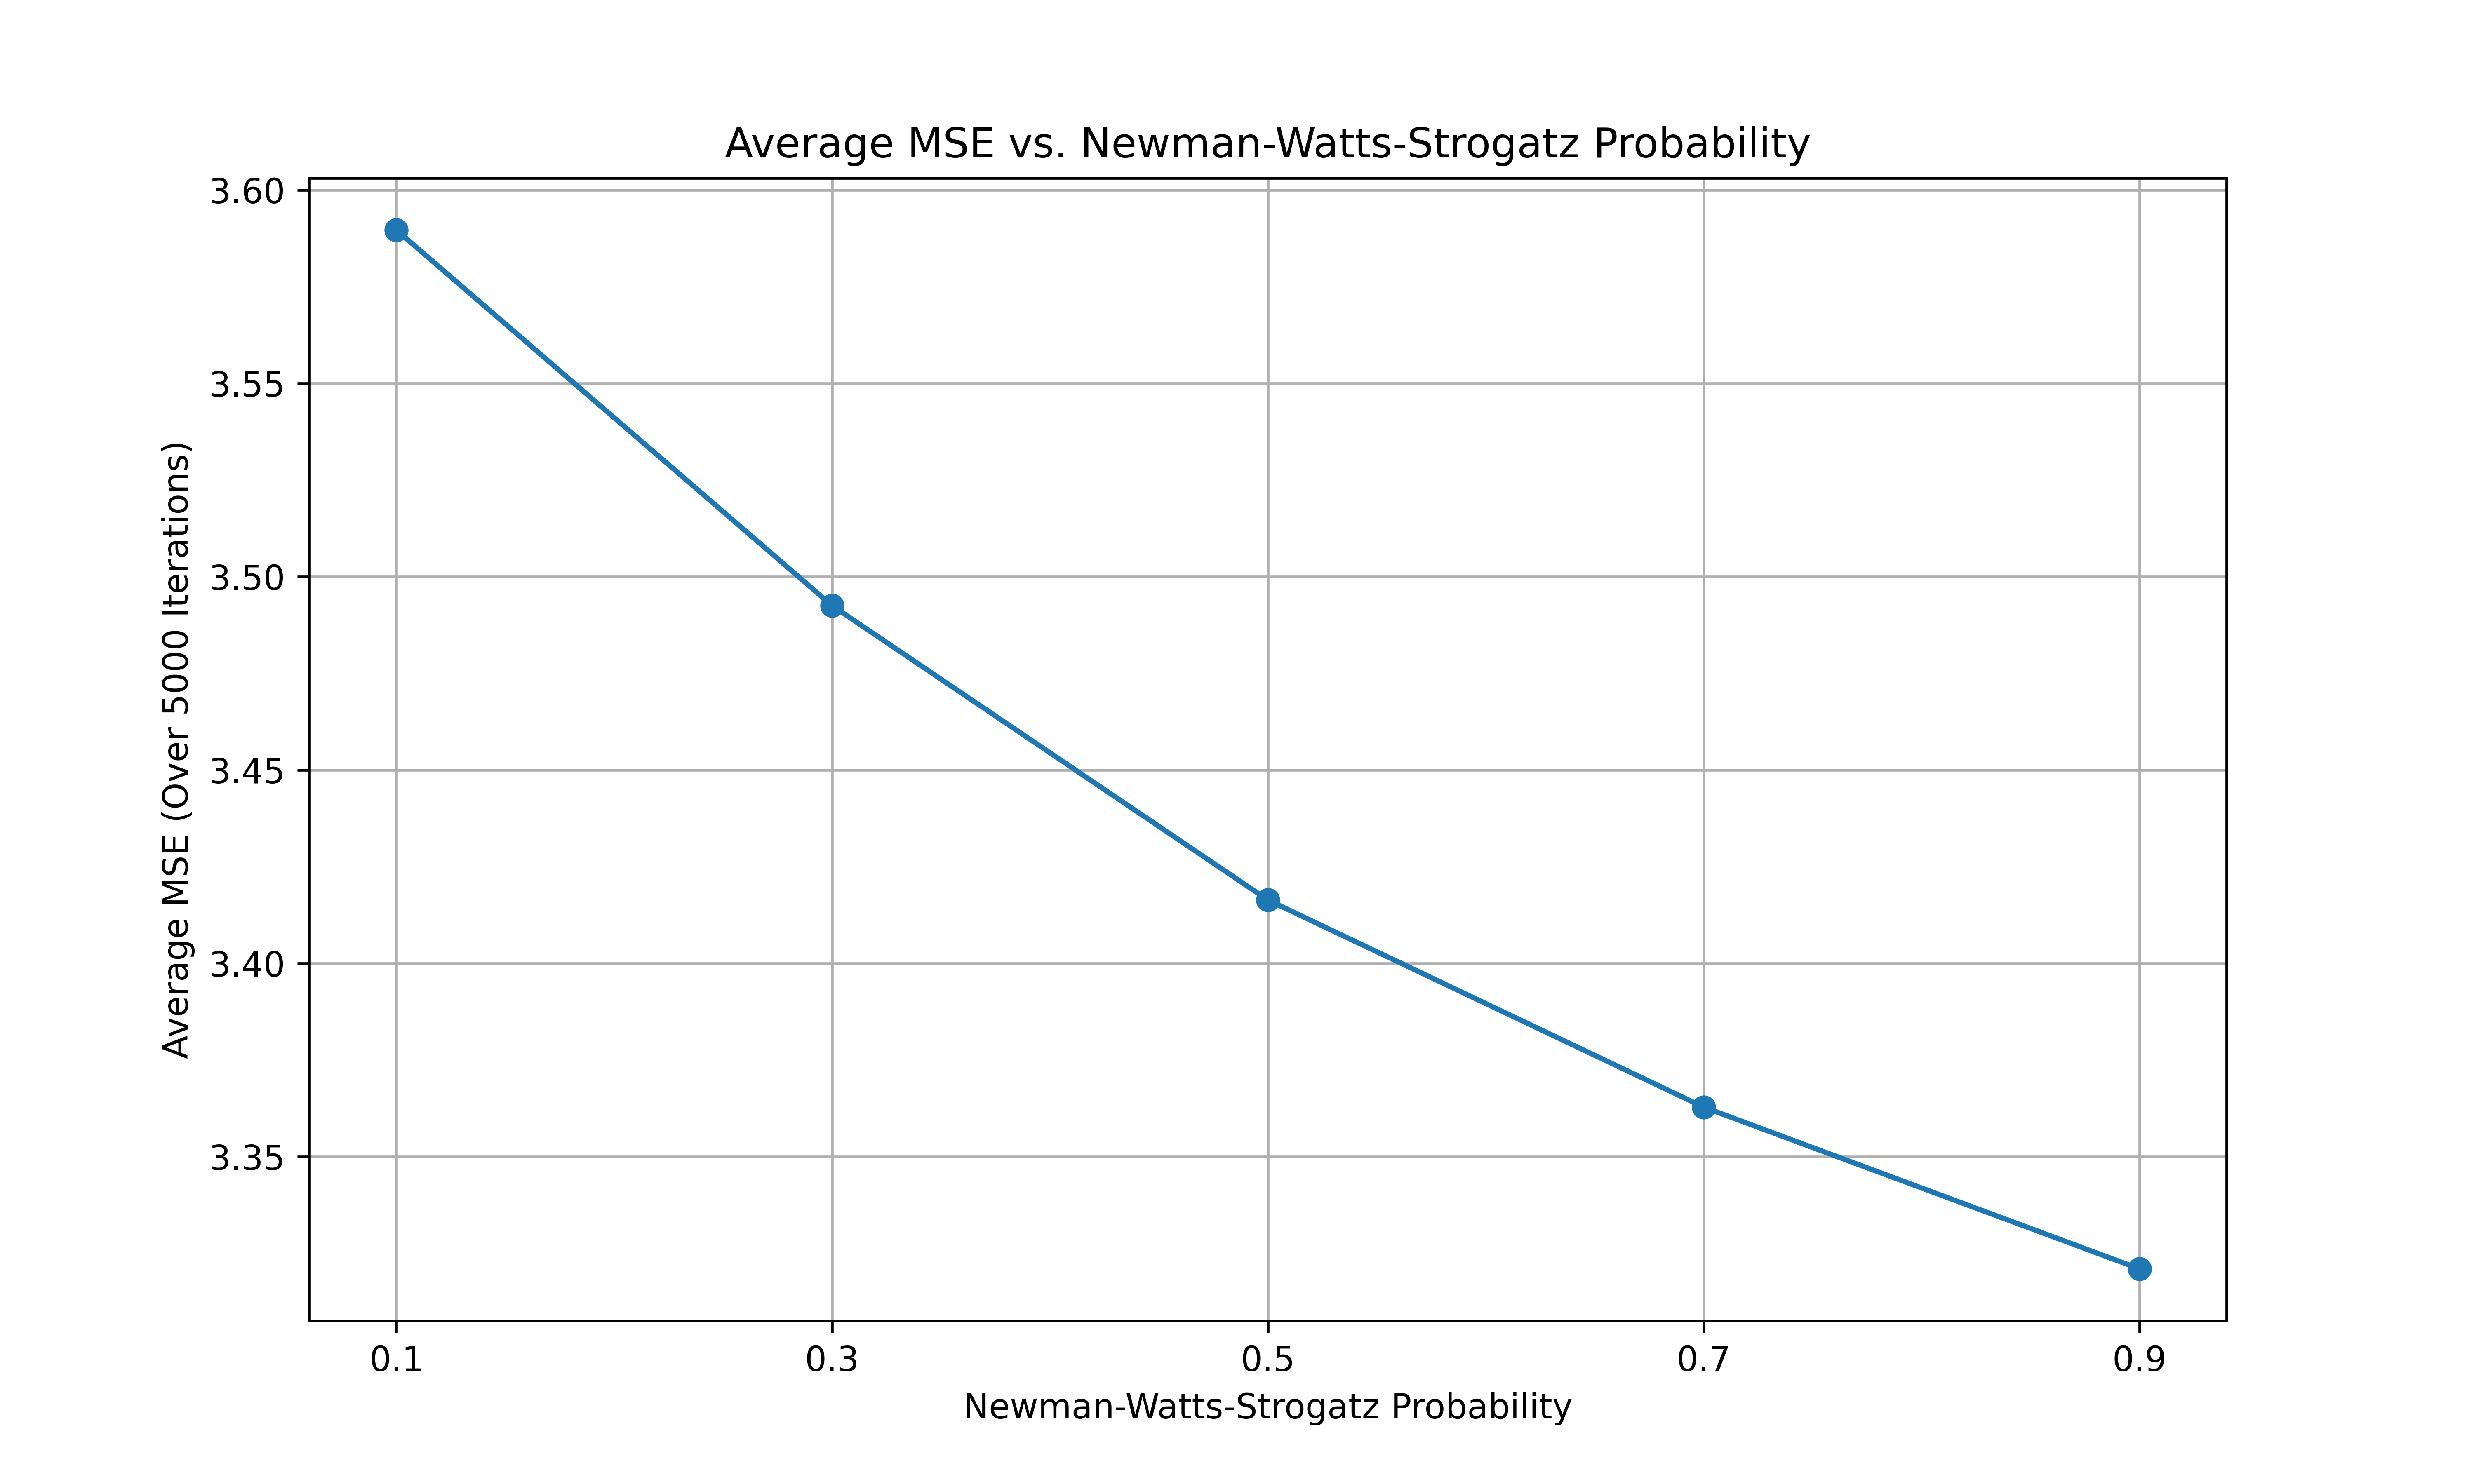 Average MSE vs. Newman-Watts-Strogatz Probability
Average MSE (Over 5000 Iterations)
3.60
3.55
3.50
3.45
3.40
3.35
0.1 0.3 0.5 0.7 0.9
Newman-Watts-Strogatz Probability